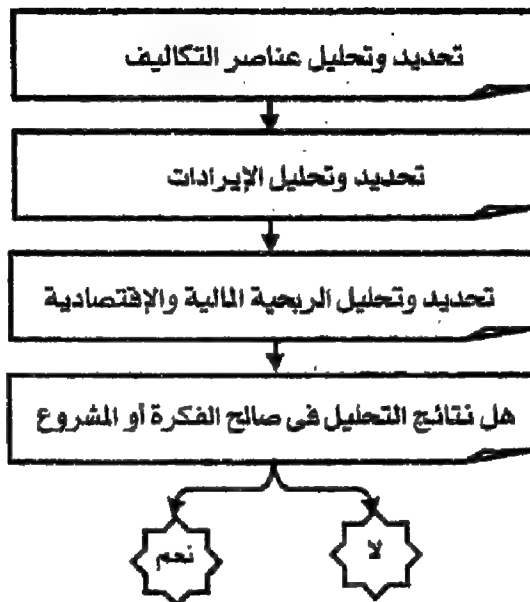 تحديد وتحليل عناصر التكاليف
تحديد وتحليل الإيرادات
تحديد وتحليل الربحية المالية والإقتصادية
هل نتائج التحليل فى صالح الفكرة أو المشروع
لا
نعم